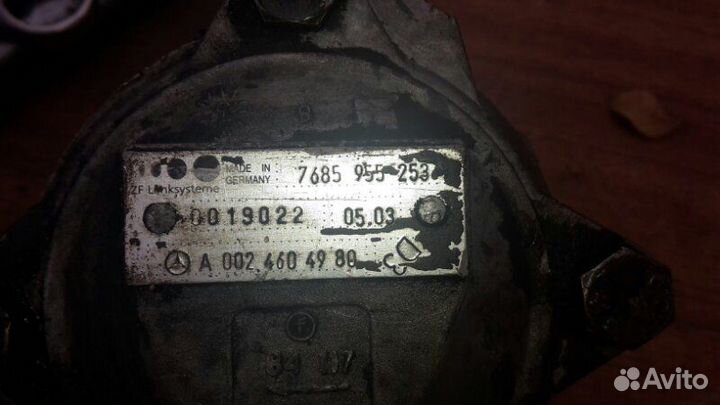 MADE IN
GERMANY
7685 955 253
ZF Lenksysteme
0019022 05.03
A 002 460 49 80
Avito